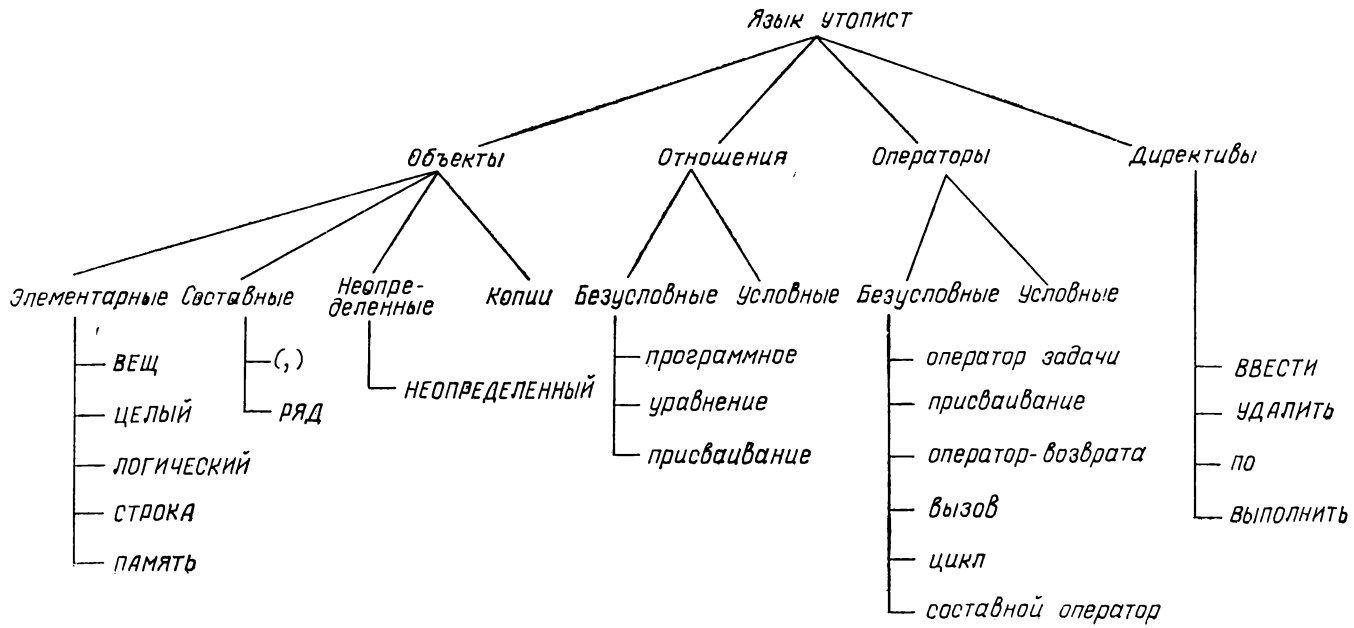 Язык утопист
Объекты
Отношения
Операторы
Директивы
Элементарные
Составные
Неопре-
деленные
Копии
Безусловные
Условные
Безусловные
Условные
ВЕЩ
ЦЕЛЫЙ
ЛОГИЧЕСКИЙ
СТРОКА
ПАМЯТЬ
(,)
РЯД
НЕОПРЕДЕЛЕННЫЙ
программное
уравнение
присваивание
оператор задачи
присваивание
оператор-возврата
вызов
цикл
составной оператор
ВВЕСТИ
УДАЛИТЬ
ПО
ВЫПОЛНИТЬ